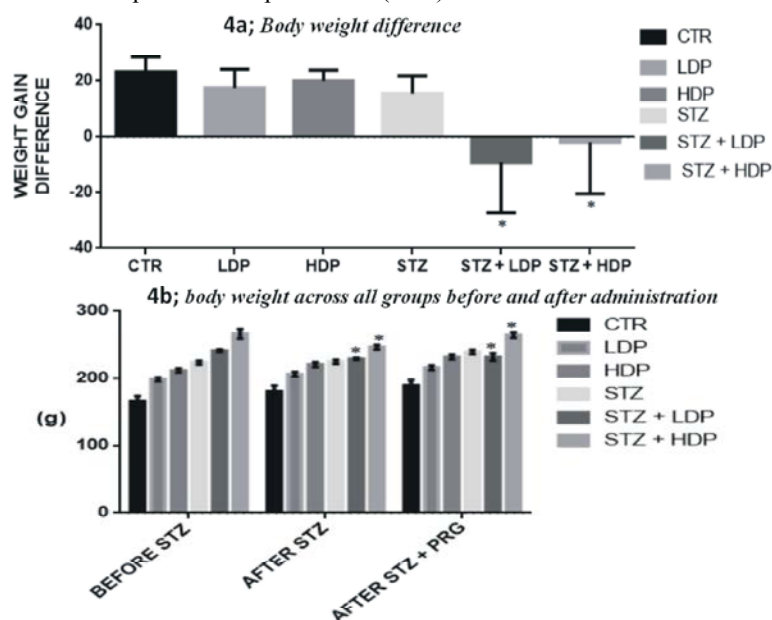 4a; Body weight difference
WEIGHT GAIN
DIFFERENCE
40
20
0
-20
-40
*
*
CTR
LDP
HDP
STZ
STZ + LDP
STZ + HDP
CTR
LDP
HDP
STZ
STZ + LDP
STZ + HDP
4b; body weight across all groups before and after administration
(g)
300
200
100
0
*
*
*
*
BEFORE STZ
AFTER STZ
AFTER STZ + PRG
CTR
LDP
HDP
STZ
STZ + LDP
STZ + HDP